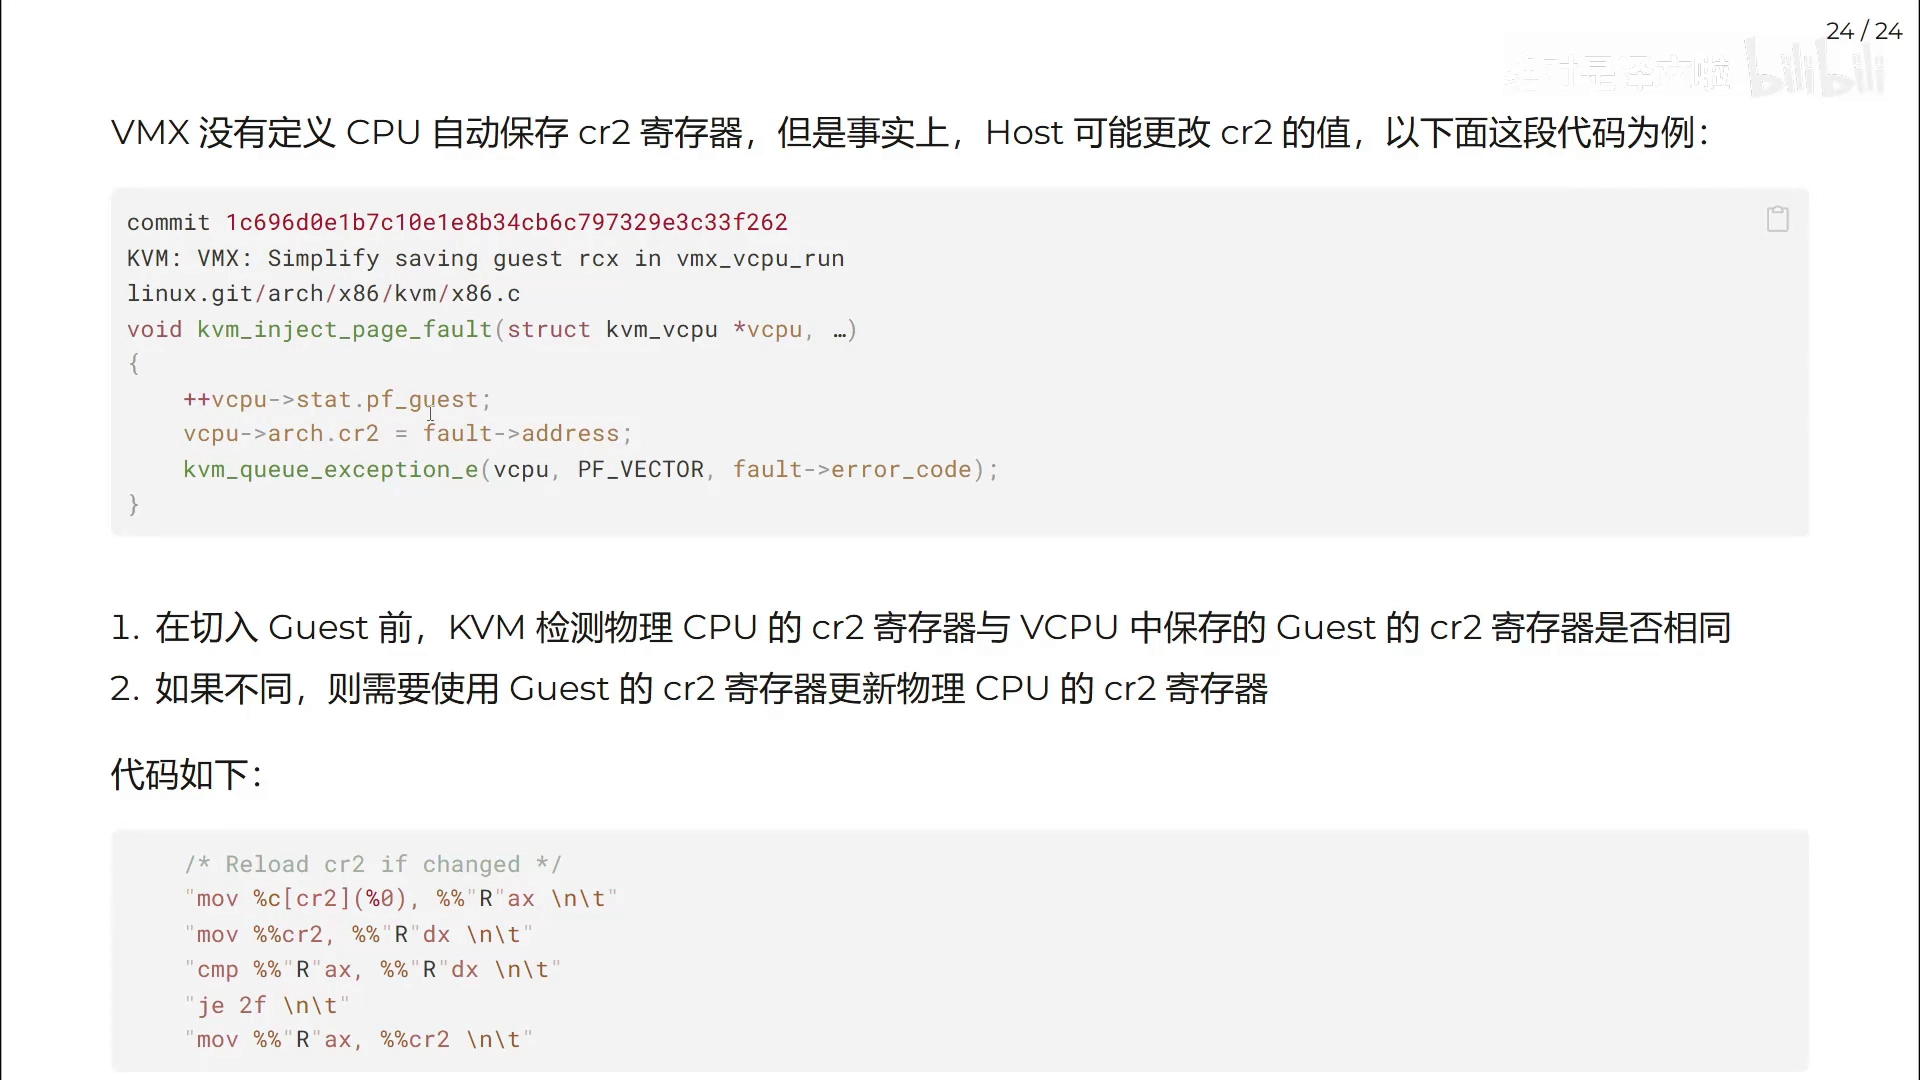 24 / 24
bilibili
VMX 没有定义 CPU 自动保存 cr2 寄存器，但是事实上，Host 可能更改 cr2 的值，以下面这段代码为例：
commit 1c696d0e1b7c10e1e8b34cb6c797329e3c33f262
KVM: VMX: Simplify saving guest rcx in vmx_vcpu_run
linux.git/arch/x86/kvm/x86.c
void kvm_inject_page_fault(struct kvm_vcpu *vcpu, …)
{
    ++vcpu->stat.pf_guest;
    vcpu->arch.cr2 = fault->address;
    kvm_queue_exception_e(vcpu, PF_VECTOR, fault->error_code);
}
1. 在切入 Guest 前，KVM 检测物理 CPU 的 cr2 寄存器与 VCPU 中保存的 Guest 的 cr2 寄存器是否相同
2. 如果不同，则需要使用 Guest 的 cr2 寄存器更新物理 CPU 的 cr2 寄存器
代码如下：
    /* Reload cr2 if changed */
    "mov %c[cr2](%0), %%"R"ax \n\t"
    "mov %%cr2, %%"R"dx \n\t"
    "cmp %%"R"ax, %%"R"dx \n\t"
    "je 2f \n\t"
    "mov %%"R"ax, %%cr2 \n\t"